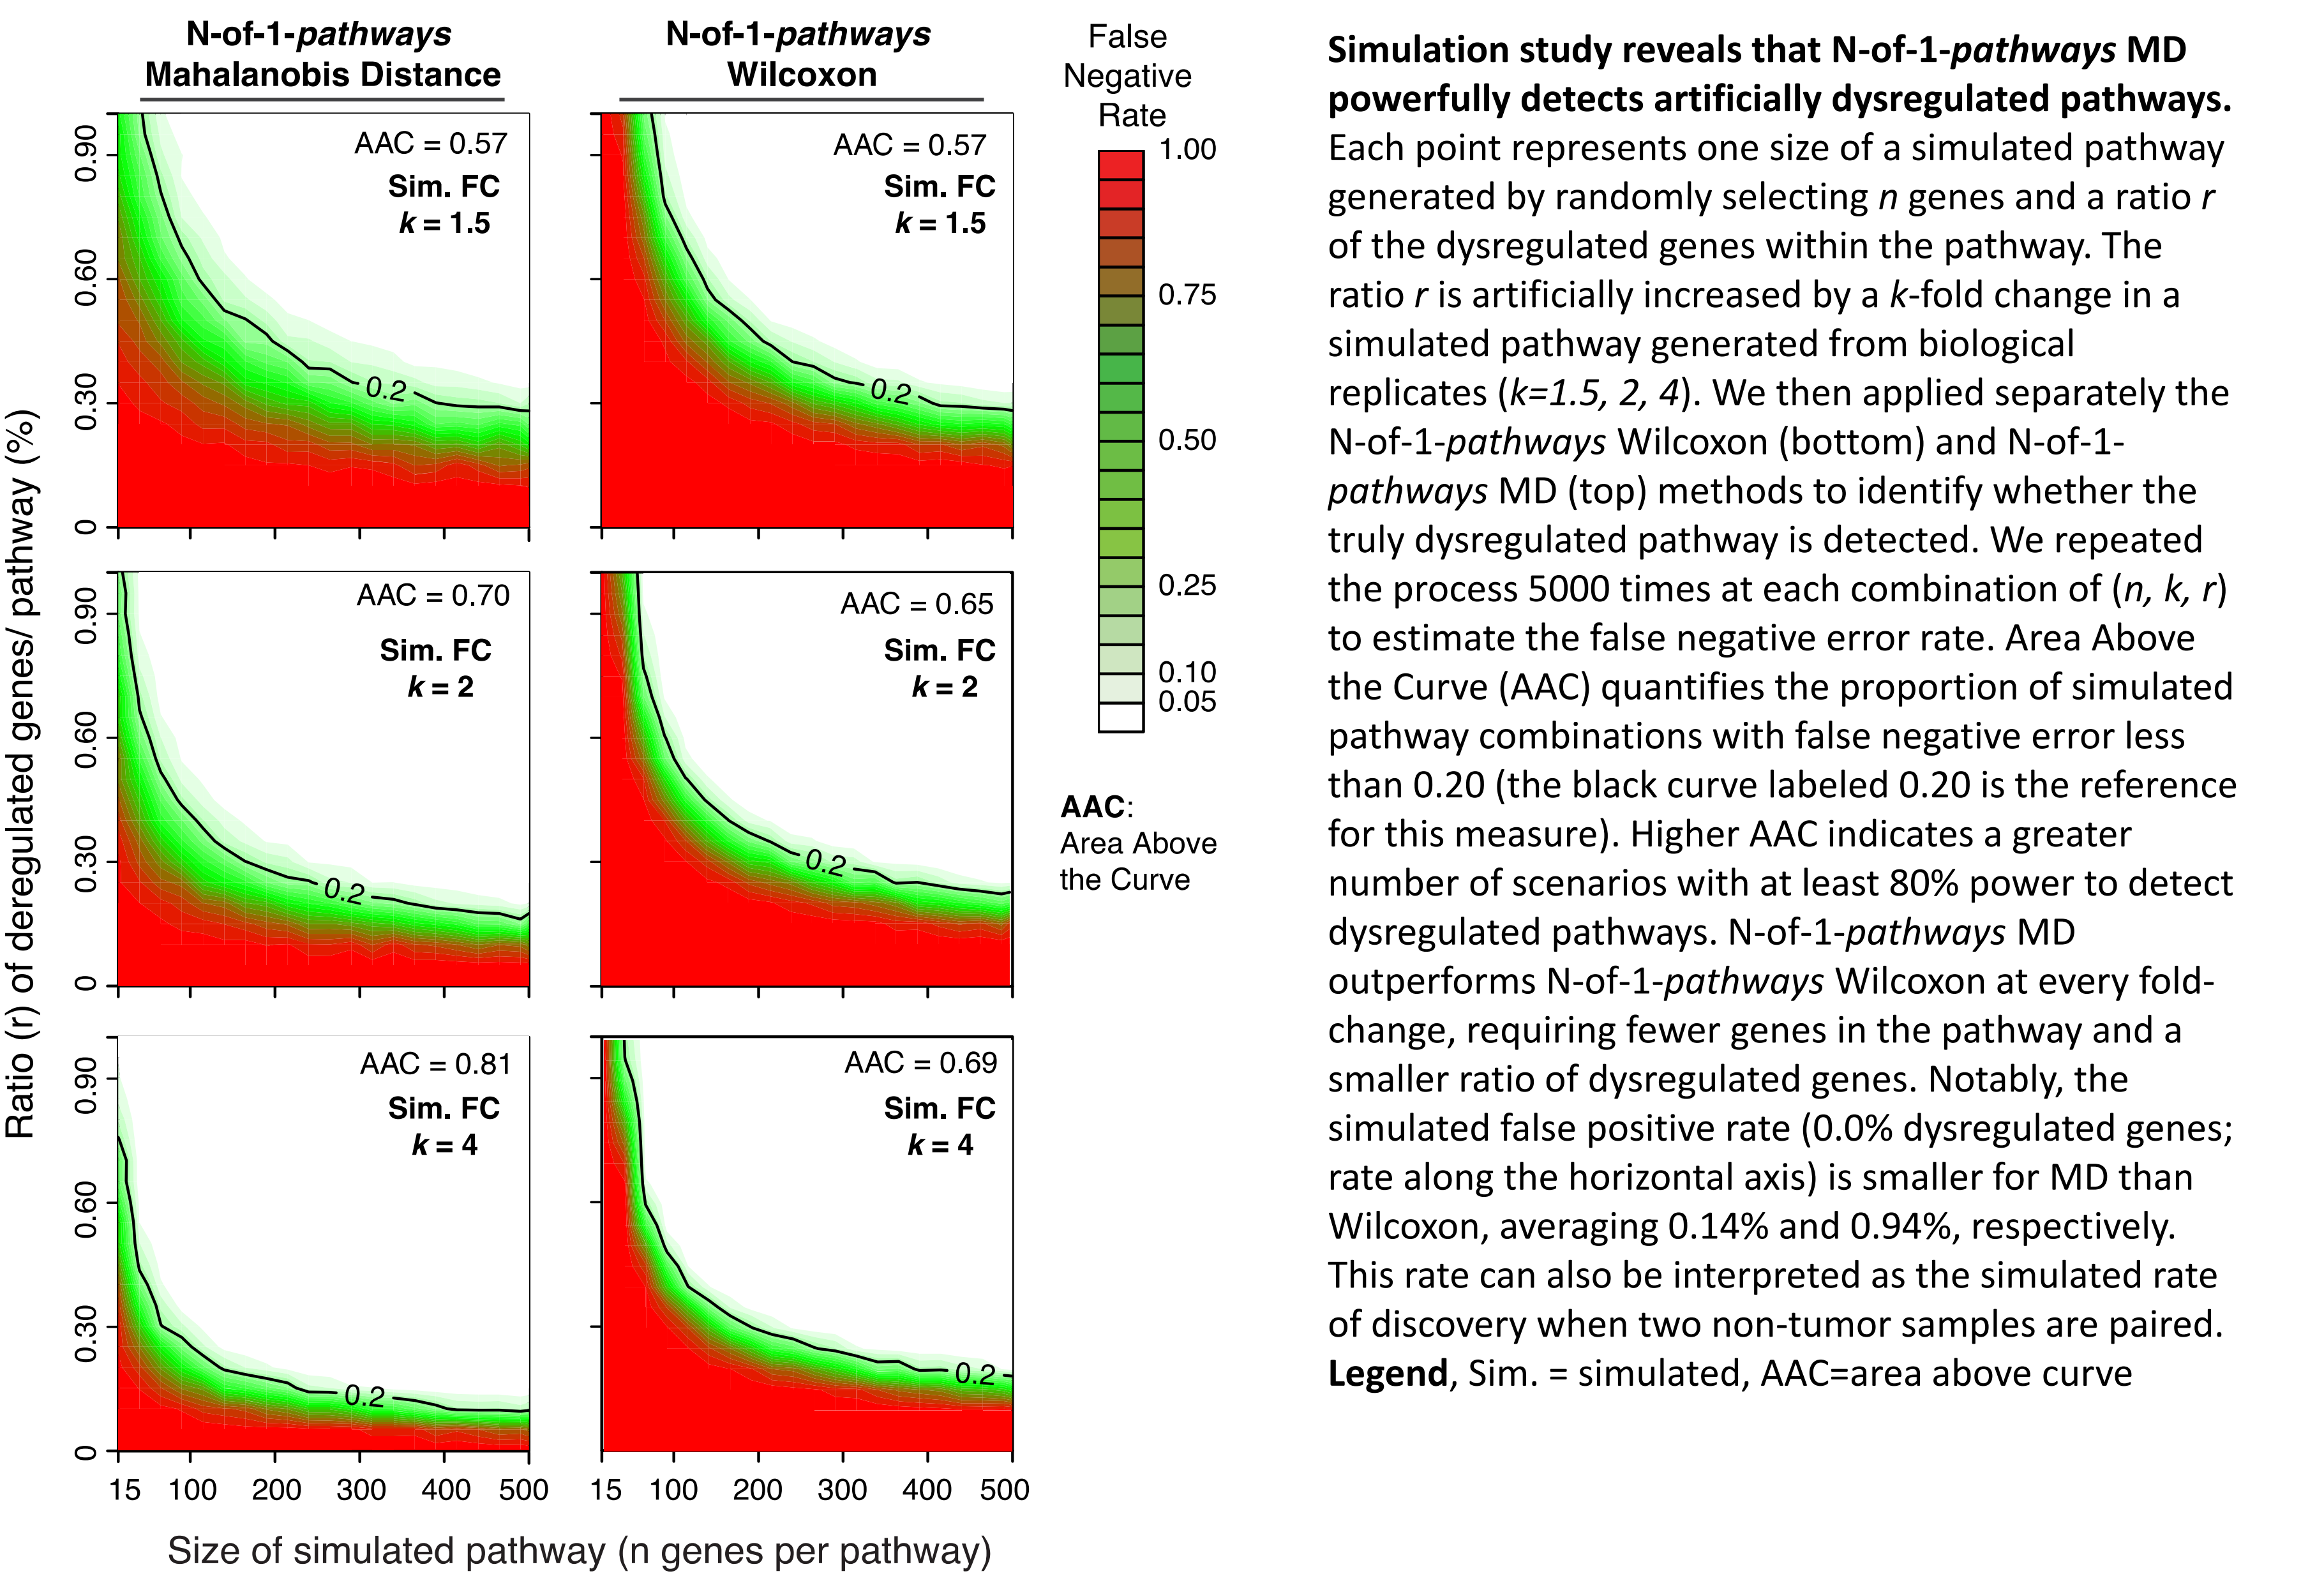 N-of-1-pathways
Mahalanobis Distance
N-of-1-pathways
Wilcoxon
False
Negative
Rate
1.00
0.75
0.50
0.25
0.10
0.05
AAC:
Area Above
the Curve
Ratio (r) of deregulated genes/ pathway (%)
0.90
0.60
0.30
0
AAC = 0.57
Sim. FC
k = 1.5
0.2
AAC = 0.57
Sim. FC
k = 1.5
0.2
0.90
0.60
0.30
0
AAC = 0.70
Sim. FC
k = 2
0.2
AAC = 0.65
Sim. FC
k = 2
0.2
0.90
0.60
0.30
0
AAC = 0.81
Sim. FC
k = 4
0.2
AAC = 0.69
Sim. FC
k = 4
0.2
15 100 200 300 400 500
15 100 200 300 400 500
Size of simulated pathway (n genes per pathway)
Simulation study reveals that N-of-1-pathways MD
powerfully detects artificially dysregulated pathways.
Each point represents one size of a simulated pathway
generated by randomly selecting n genes and a ratio r
of the dysregulated genes within the pathway. The
ratio r is artificially increased by a k-fold change in a
simulated pathway generated from biological
replicates (k=1.5, 2, 4). We then applied separately the
N-of-1-pathways Wilcoxon (bottom) and N-of-1-
pathways MD (top) methods to identify whether the
truly dysregulated pathway is detected. We repeated
the process 5000 times at each combination of (n, k, r)
to estimate the false negative error rate. Area Above
the Curve (AAC) quantifies the proportion of simulated
pathway combinations with false negative error less
than 0.20 (the black curve labeled 0.20 is the reference
for this measure). Higher AAC indicates a greater
number of scenarios with at least 80% power to detect
dysregulated pathways. N-of-1-pathways MD
outperforms N-of-1-pathways Wilcoxon at every fold-
change, requiring fewer genes in the pathway and a
smaller ratio of dysregulated genes. Notably, the
simulated false positive rate (0.0% dysregulated genes;
rate along the horizontal axis) is smaller for MD than
Wilcoxon, averaging 0.14% and 0.94%, respectively.
This rate can also be interpreted as the simulated rate
of discovery when two non-tumor samples are paired.
Legend, Sim. = simulated, AAC=area above curve